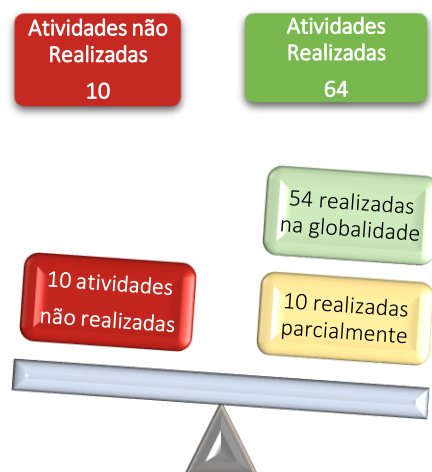 Atividades não
Realizadas
10
Atividades
Realizadas
64
54 realizadas
na globalidade
10 atividades
não realizadas
10 realizadas
parcialmente